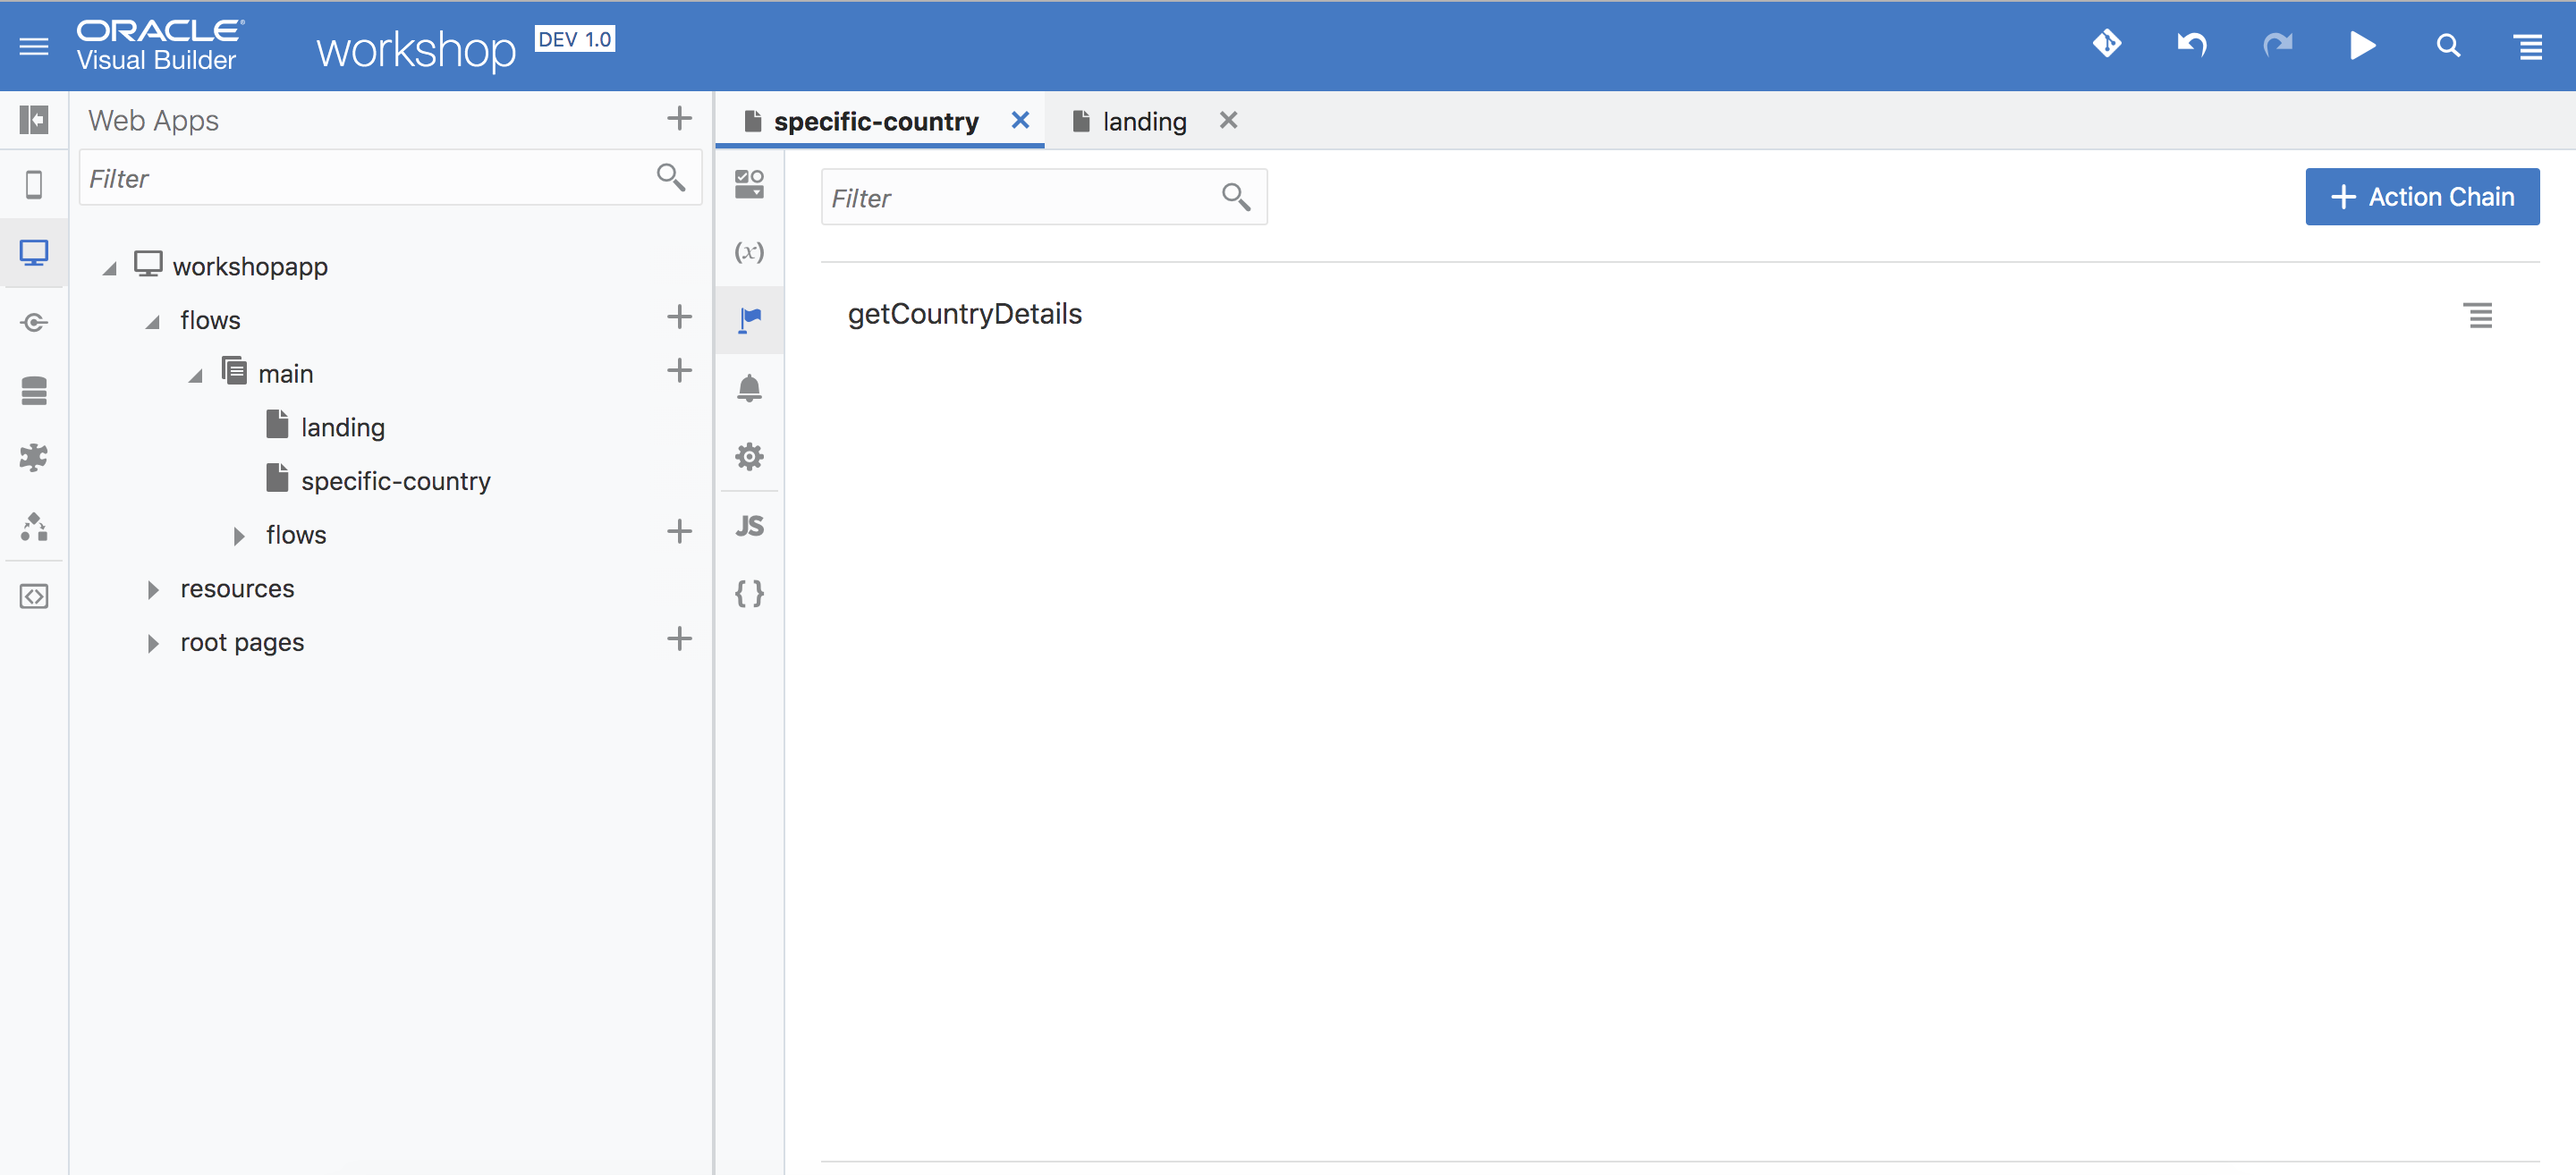 ORACLE®
Visual Builder
workshop DEV 1.0
Web Apps
Filter
workshopapp
flows
main
landing
specific-country
flows
resources
root pages
specific-country
landing
Filter
Action Chain
(x)
JS
{ }
getCountryDetails